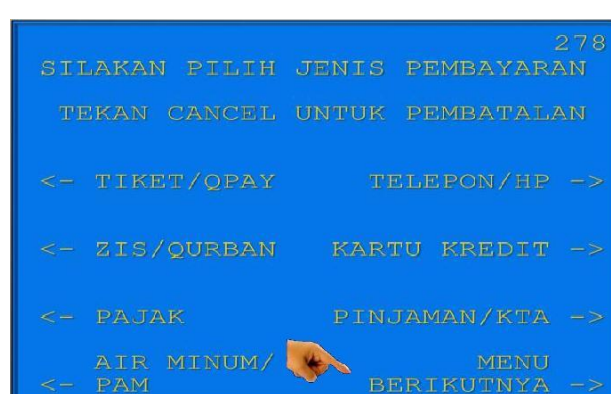 278
SILAKAN PILIH JENIS PEMBAYARAN
TEKAN CANCEL UNTUK PEMBATALAN
<- TIKET/QPAY TELEPON/HP ->
<- ZIS/QURBAN KARTU KREDIT ->
<- PAJAK PINJAMAN/KTA ->
AIR MINUM/ MENU
<- PAM BERIKUTNYA ->